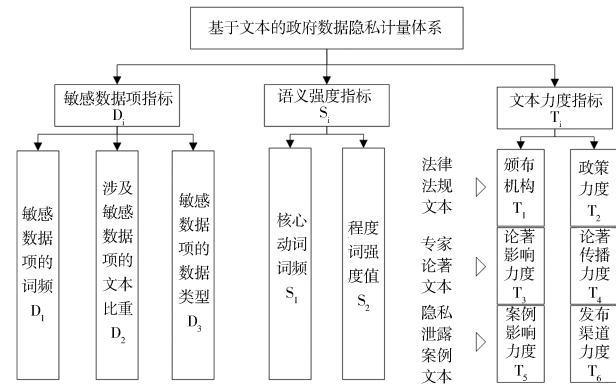 基于文本的政府数据隐私计量体系
敏感数据项指标
Di
语义强度指标
Si
文本力度指标
Ti
敏感
数据
项的
词频
D1
涉及
敏感
数据
项的
文本
比重
D2
敏感
数据
项的
数据
类型
D3
核心
动词
词频
S1
程度
词强
度值
S2
法律
法规
文本
颁布
机构
T1
政策
力度
T2
专家
论著
文本
论著
影响
力度
T3
论著
传播
力度
T4
隐私
泄露
案例
文本
案例
影响
力度
T5
发布
渠道
力度
T6